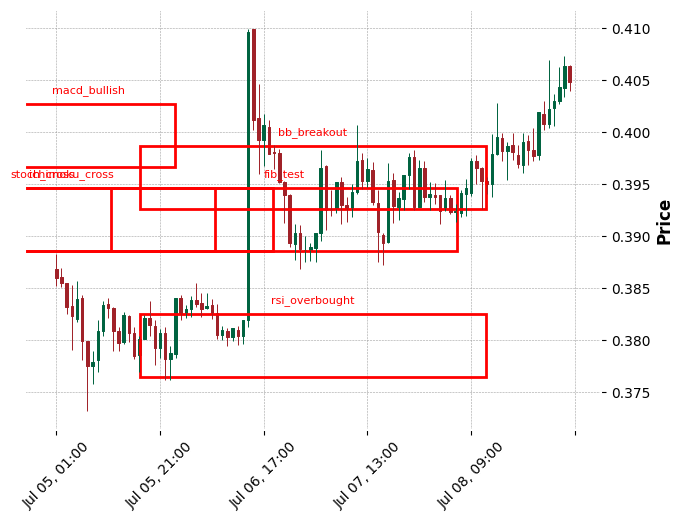 0.410
macd_bullish
0.405
bb_breakout
0.400
stoch_cross
ichimoku_cross
fib_test
0.395
0.390
Price
0.385
rsi_overbought
0.380
0.375
Jul 05, 01:00
Jul 05, 21:00
Jul 06, 17:00
Jul 07, 13:00
Jul 08, 09:00